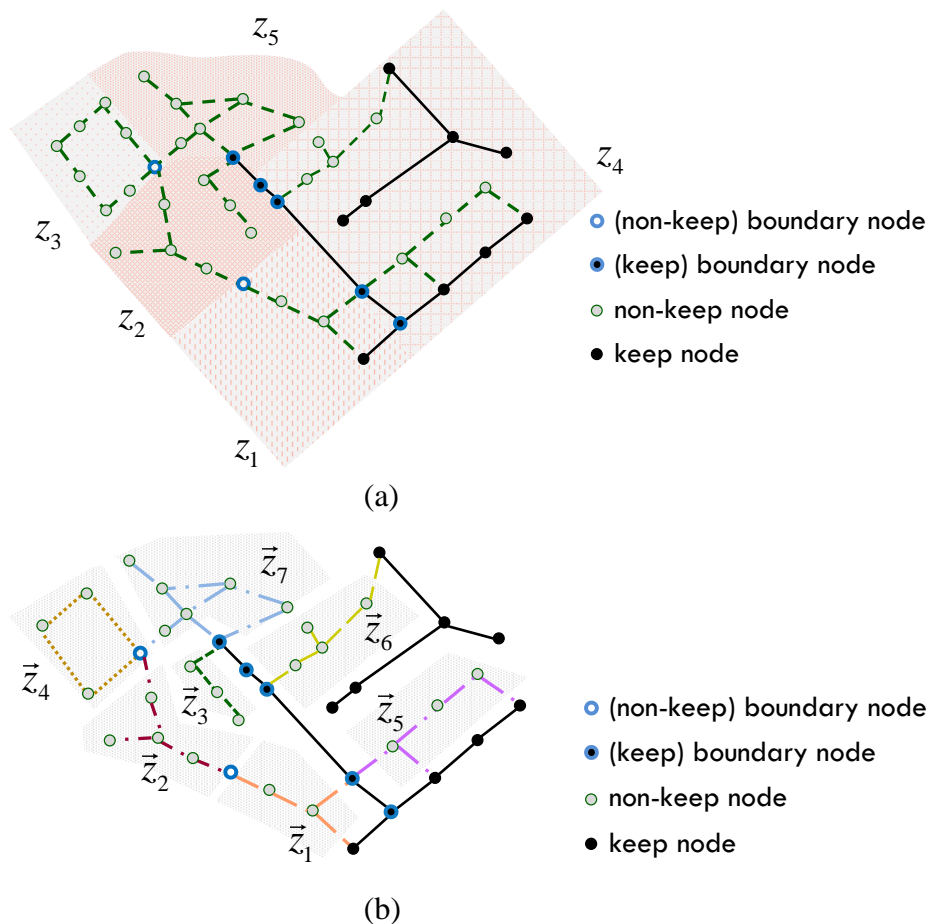 z₅
z₄
z₃
(non-keep) boundary node
(keep) boundary node
z₂
non-keep node
keep node
z₁
(a)
z⃗₇
z⃗₆
z⃗₄
z⃗₃
z⃗₅
(non-keep) boundary node
z⃗₂
(keep) boundary node
non-keep node
z⃗₁
keep node
(b)